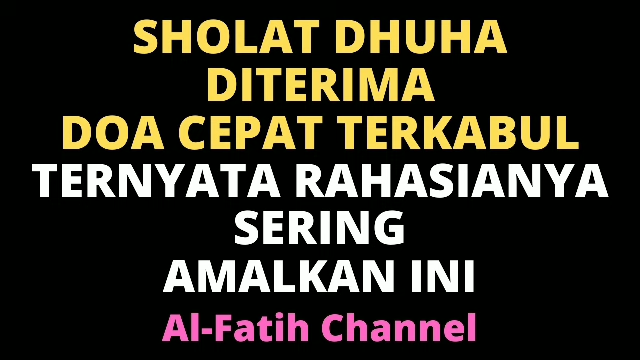 SHOLAT DHUHA
DITERIMA
DOA CEPAT TERKABUL
TERNYATA RAHASIANYA
SERING
AMALKAN INI
Al-Fatih Channel